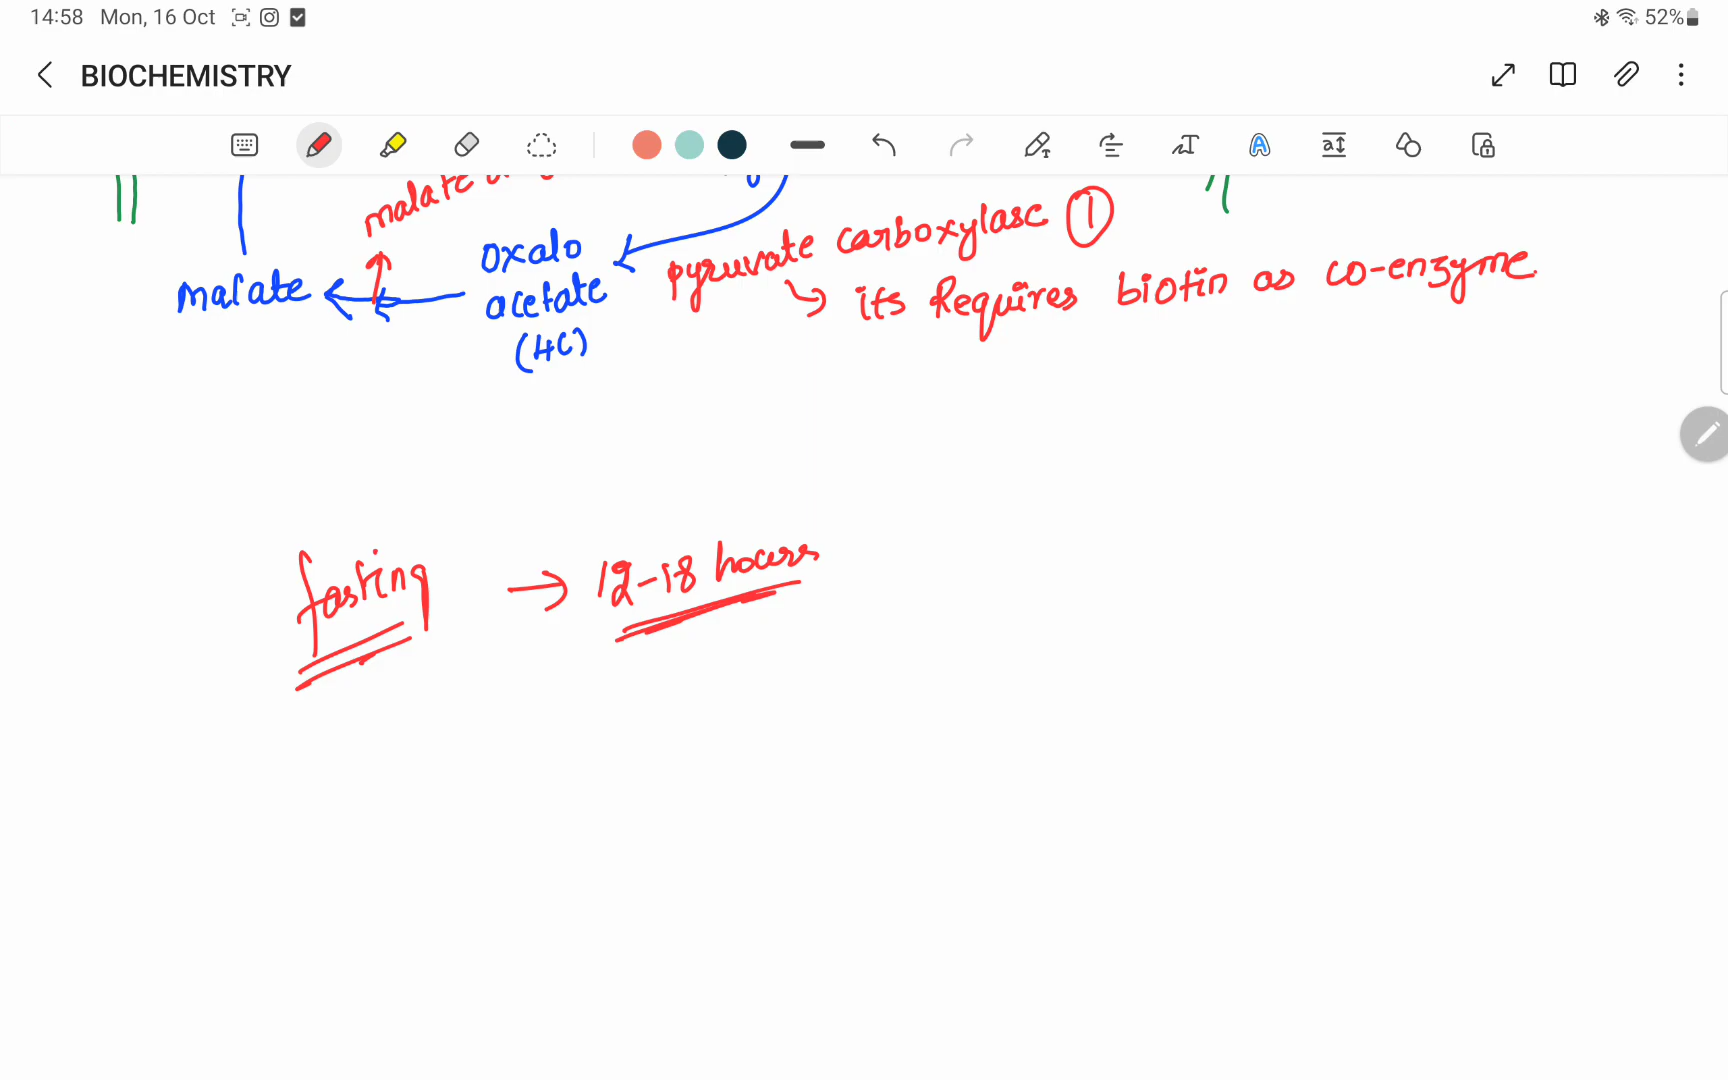 14:58 Mon, 16 Oct 52%
BIOCHEMISTRY
malate
pyruvate carboxylase ①
oxalo
malate
acetate
its Requires biotin as co-enzyme
(4C)
fasting → 12-18 hours